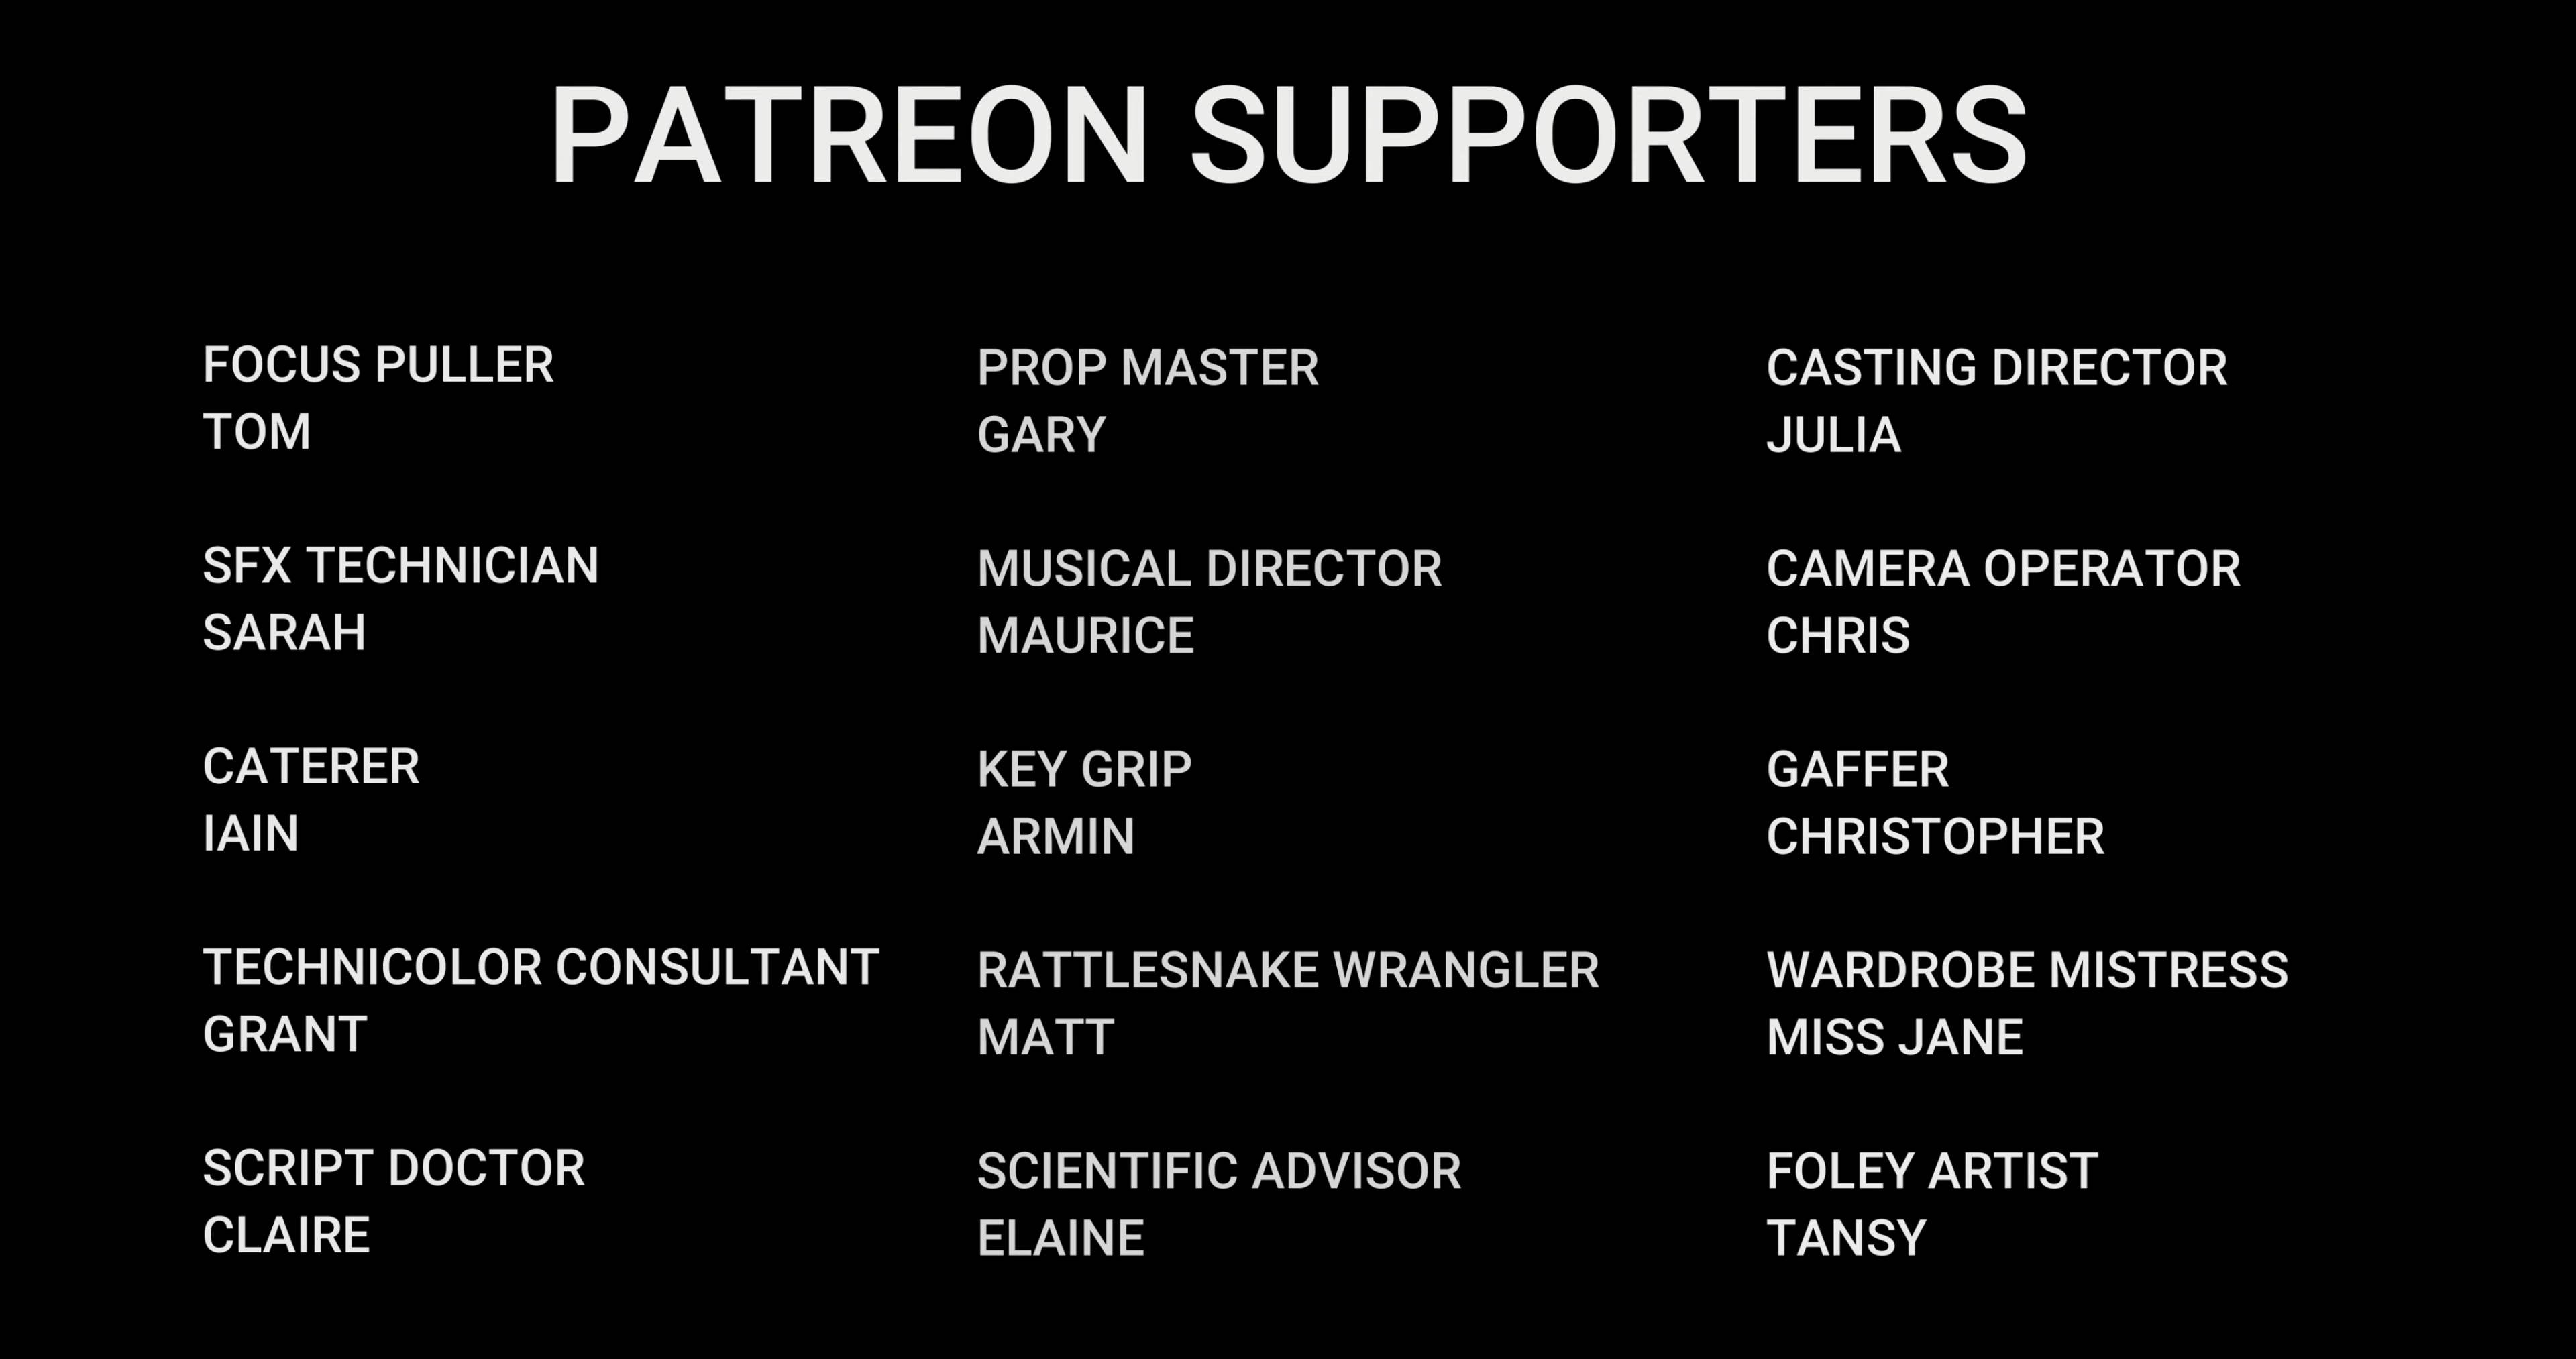 PATREON SUPPORTERS
FOCUS PULLER
TOM
SFX TECHNICIAN
SARAH
CATERER
IAIN
TECHNICOLOR CONSULTANT
GRANT
SCRIPT DOCTOR
CLAIRE
PROP MASTER
GARY
MUSICAL DIRECTOR
MAURICE
KEY GRIP
ARMIN
RATTLESNAKE WRANGLER
MATT
SCIENTIFIC ADVISOR
ELAINE
CASTING DIRECTOR
JULIA
CAMERA OPERATOR
CHRIS
GAFFER
CHRISTOPHER
WARDROBE MISTRESS
MISS JANE
FOLEY ARTIST
TANSY